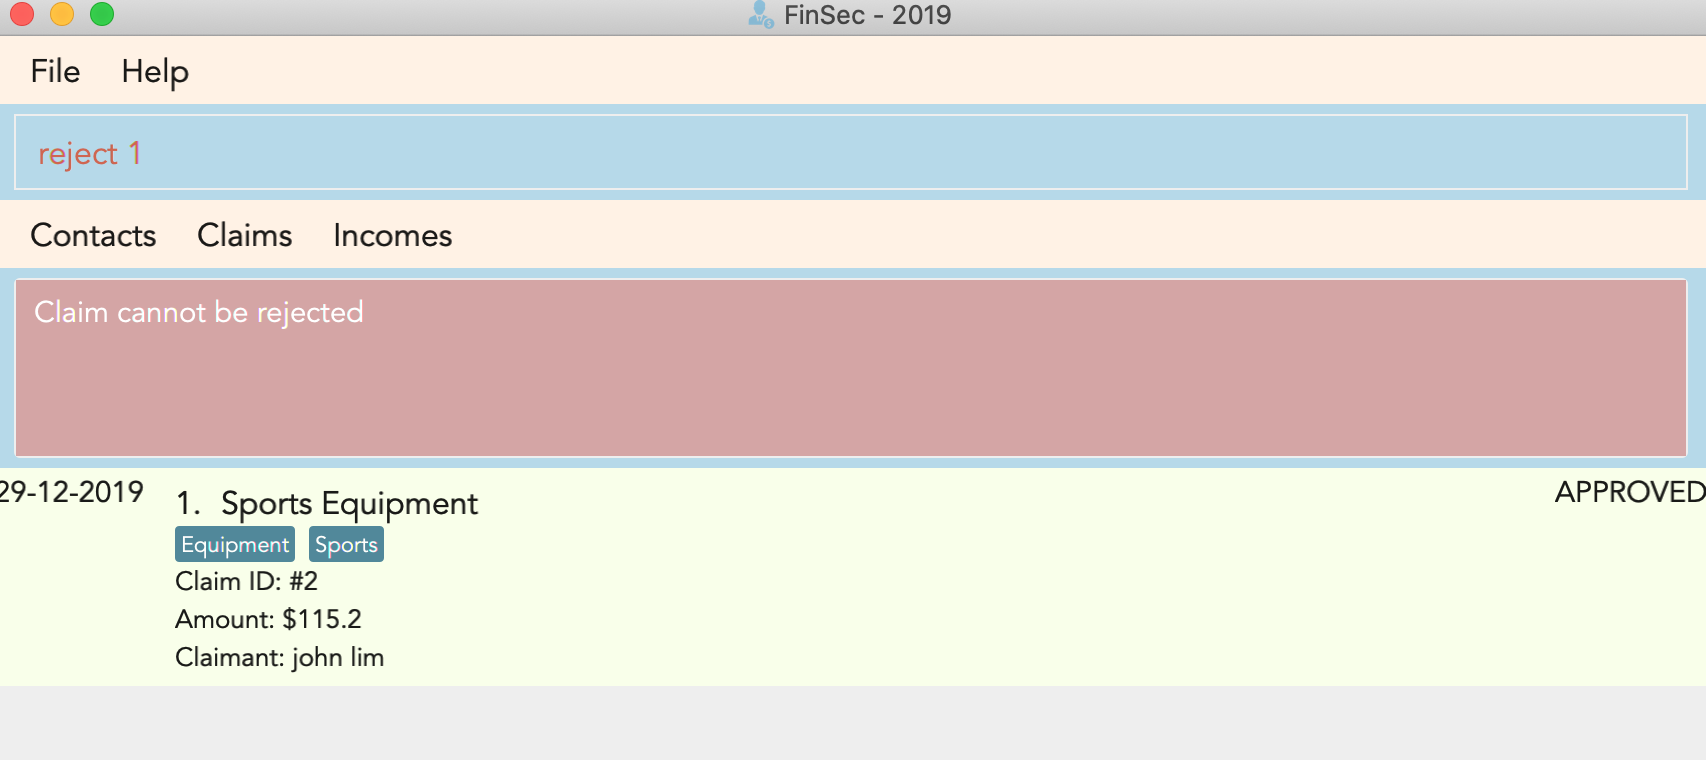 FinSec - 2019
File Help
reject 1
Contacts Claims Incomes
Claim cannot be rejected
29-12-2019 1. Sports Equipment APPROVED
Equipment Sports
Claim ID: #2
Amount: $115.2
Claimant: john lim